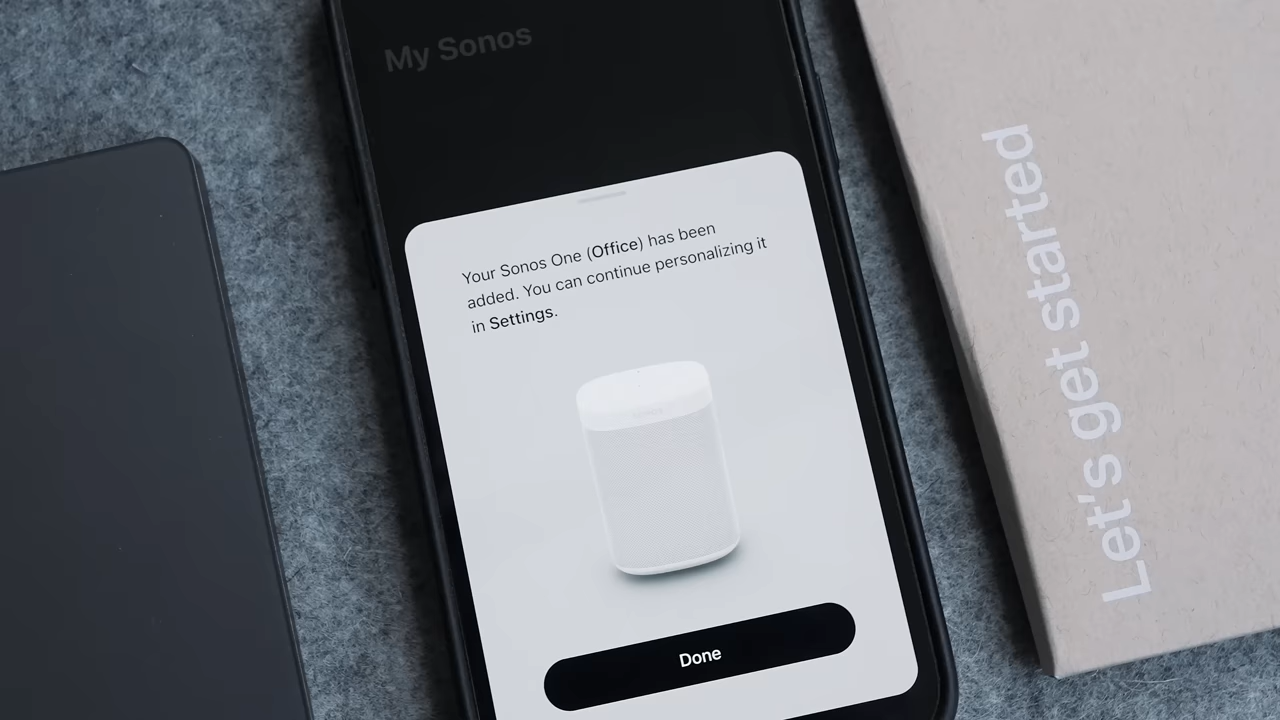 My Sonos
Your Sonos One (Office) has been
added. You can continue personalizing it
in Settings.
SONOS
Done
Let's get started